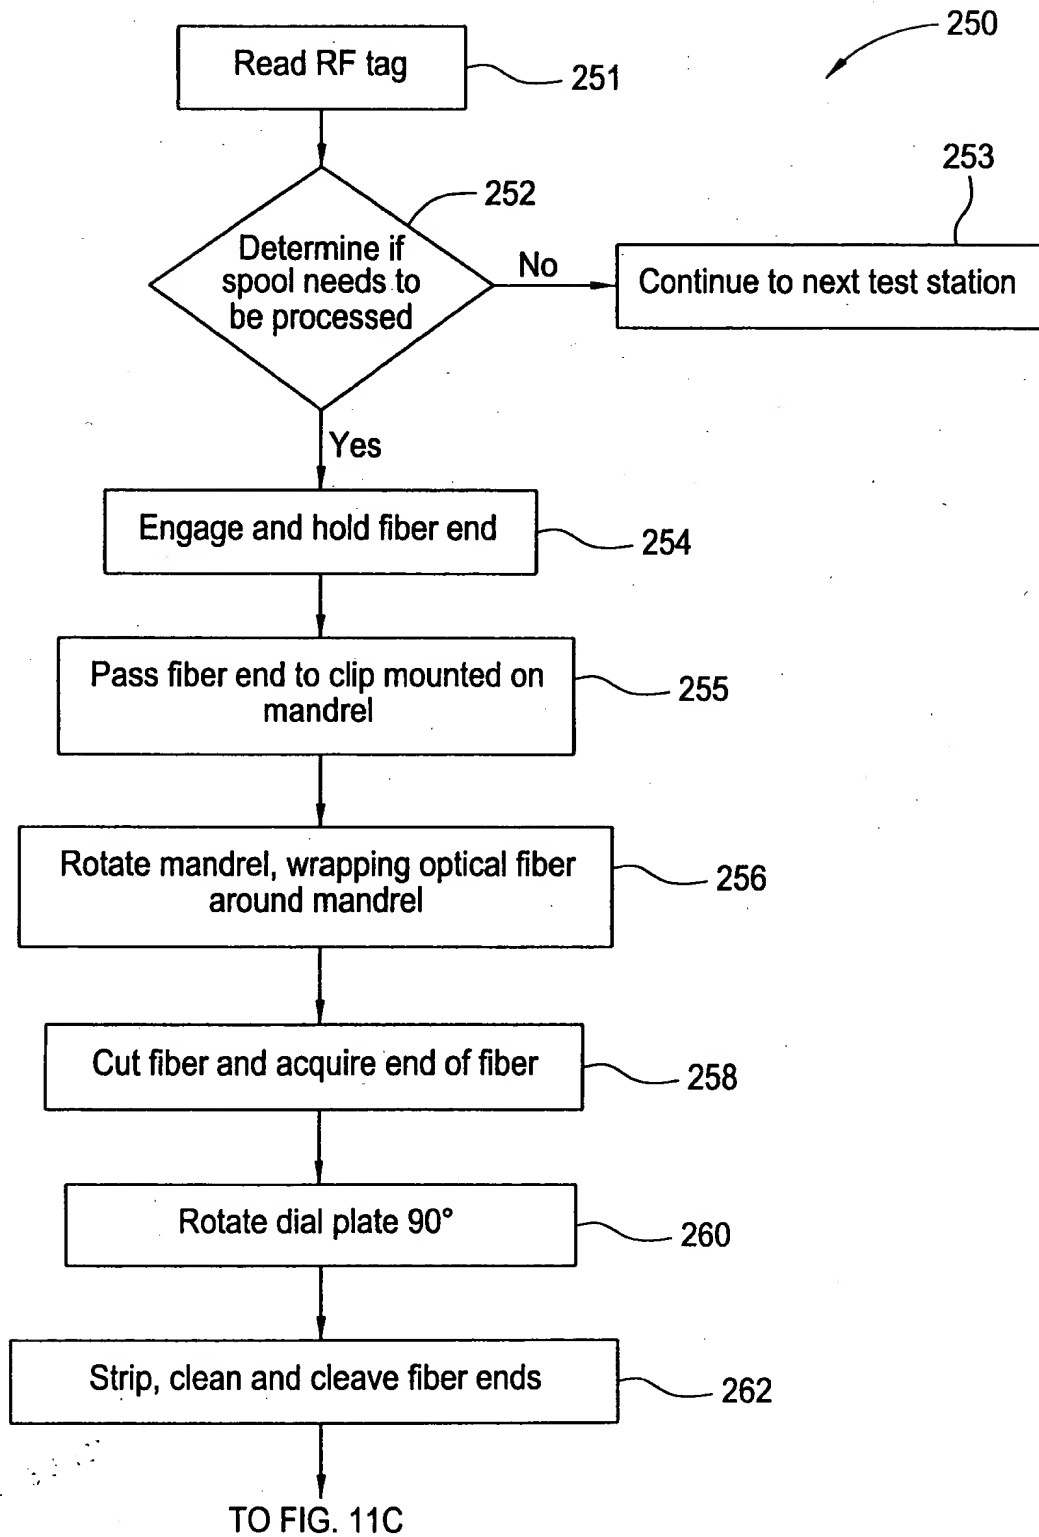 250
Read RF tag
251
252
253
Determine if
spool needs to
be processed
No
Continue to next test station
Yes
Engage and hold fiber end
254
Pass fiber end to clip mounted on
mandrel
255
Rotate mandrel, wrapping optical fiber
around mandrel
256
Cut fiber and acquire end of fiber
258
Rotate dial plate 90°
260
Strip, clean and cleave fiber ends
262
TO FIG. 11C